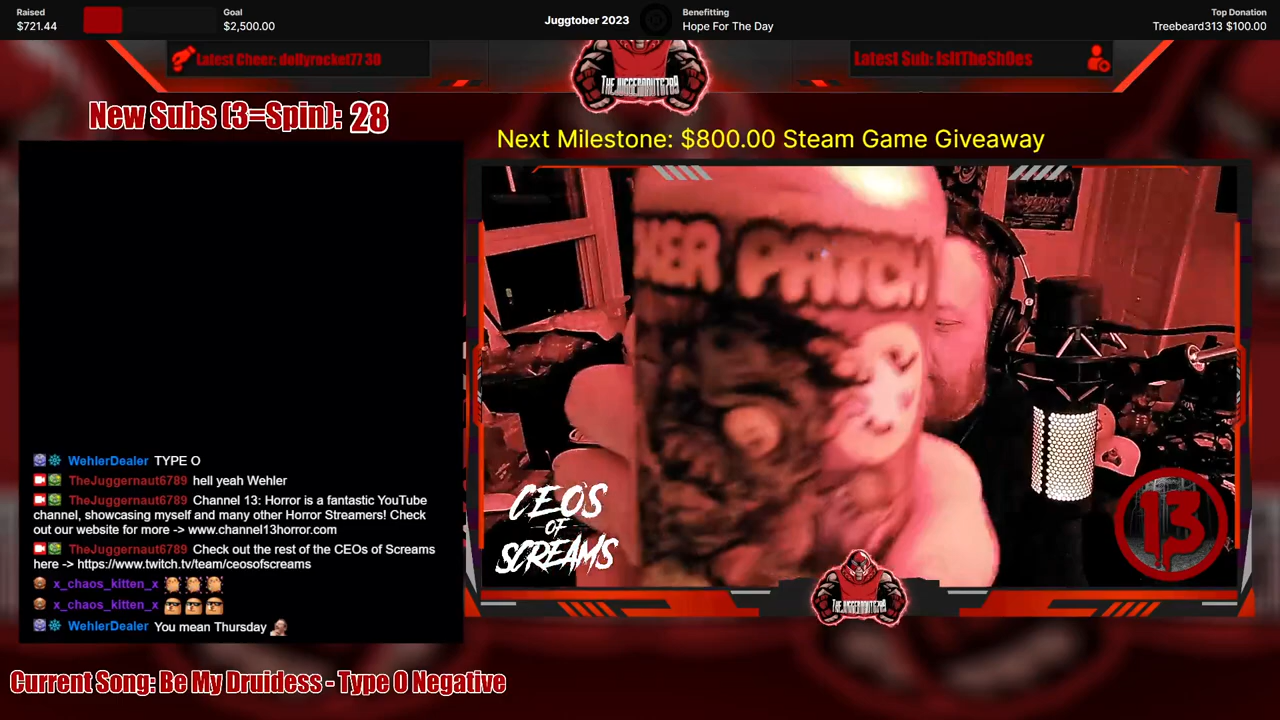 Raised
$721.44
Goal
$2,500.00
Juggtober 2023
Benefitting
Hope For The Day
Top Donation
Treebeard313 $100.00
Latest Cheer: dollyrocket77 30
THEJUGGERNAUT6789
Latest Sub: IsItTheSh0es
New Subs (3=Spin): 28
Next Milestone: $800.00 Steam Game Giveaway
KER PATCH
WehlerDealer TYPE O
TheJuggernaut6789 hell yeah Wehler
TheJuggernaut6789 Channel 13: Horror is a fantastic YouTube
channel, showcasing myself and many other Horror Streamers! Check
out our website for more -> www.channel13horror.com
TheJuggernaut6789 Check out the rest of the CEOs of Screams
here -> https://www.twitch.tv/team/ceosofscreams
x_chaos_kitten_x
x_chaos_kitten_x
WehlerDealer You mean Thursday
CEO'S
OF
SCREAMS
13
THEJUGGERNAUT6789
Current Song: Be My Druidess - Type O Negative